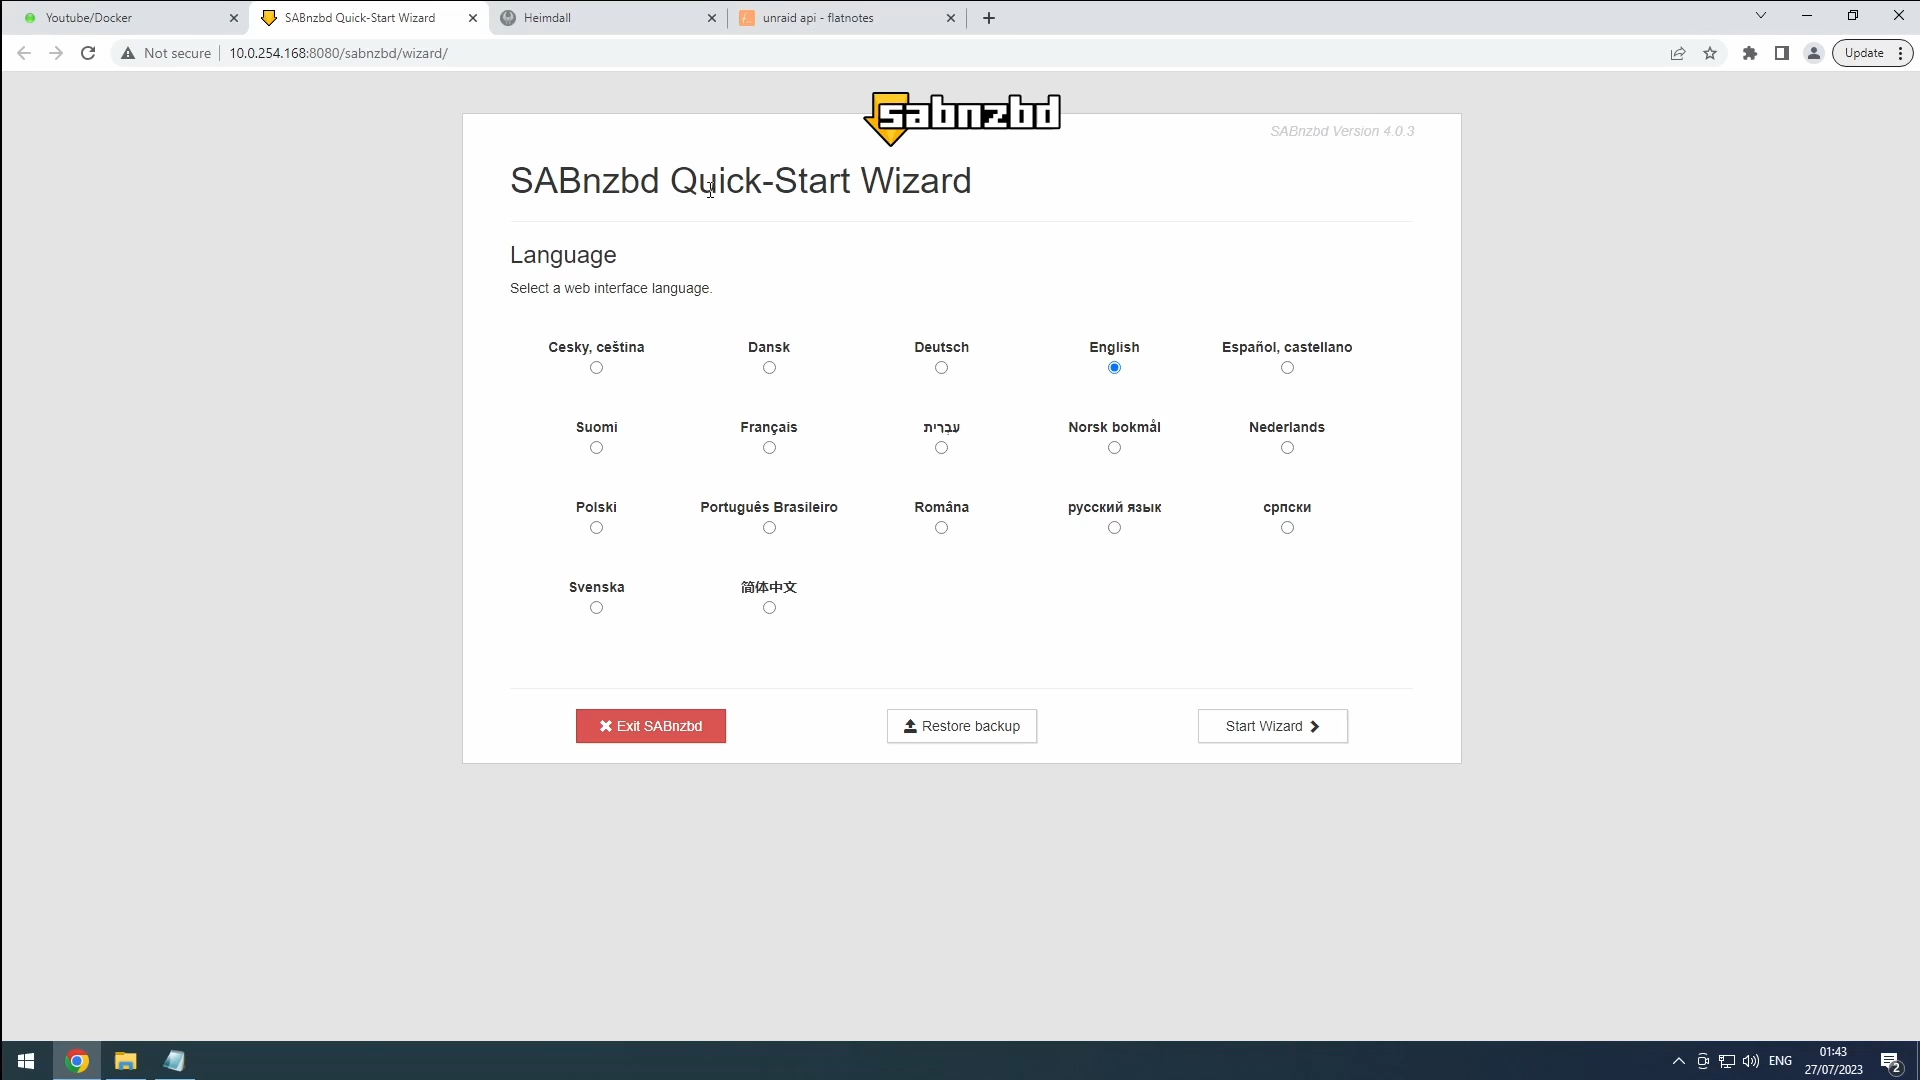 Youtube/Docker
SABnzbd Quick-Start Wizard
Heimdall
unraid api - flatnotes
Not secure
10.0.254.168:8080/sabnzbd/wizard/
Update
sabnzbd
SABnzbd Version 4.0.3
SABnzbd Quick-Start Wizard
Language
Select a web interface language.
Cesky, ceština
Dansk
Deutsch
English
Español, castellano
Suomi
Français
עִבְרִית
Norsk bokmål
Nederlands
Polski
Português Brasileiro
Româna
русский язык
српски
Svenska
简体中文
Exit SABnzbd
Restore backup
Start Wizard
ENG
01:43
27/07/2023
2